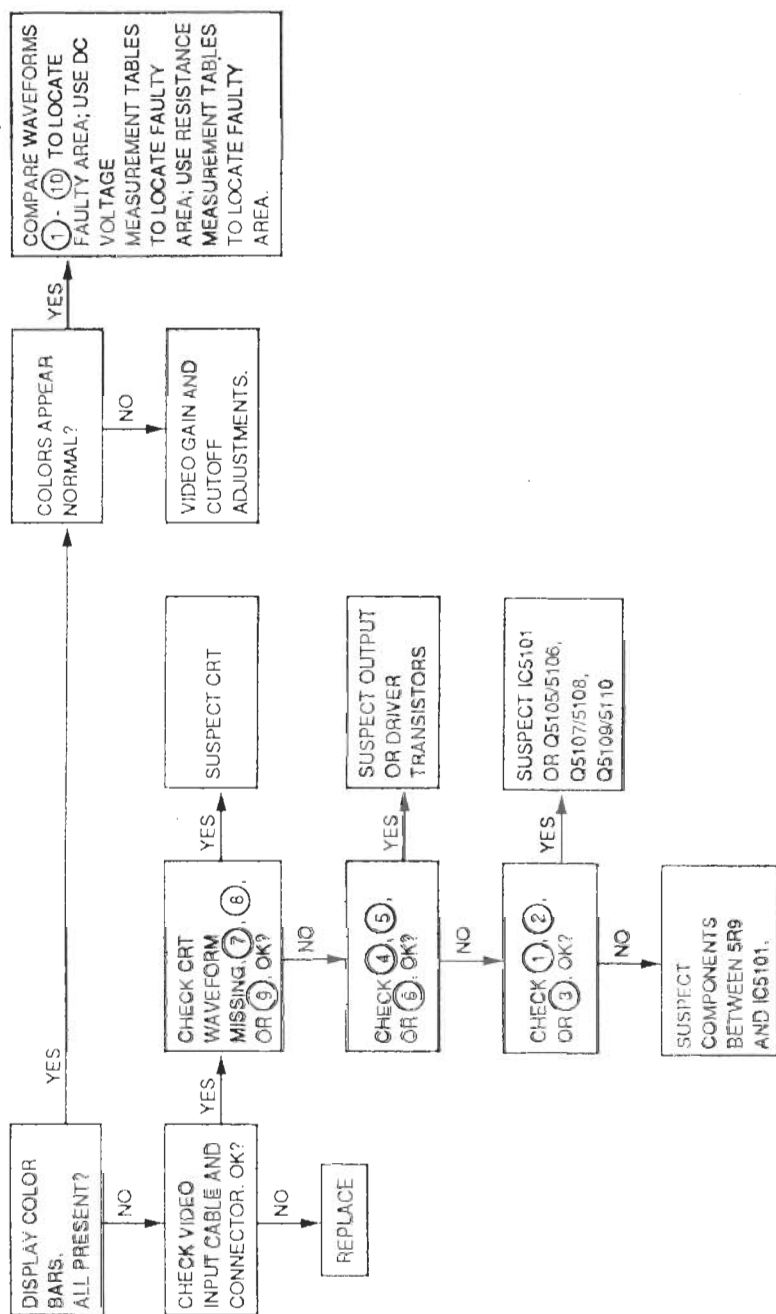 DISPLAY COLOR
BARS.
ALL PRESENT?
YES
NO
COLORS APPEAR
NORMAL?
YES
NO
COMPARE WAVEFORMS
1 - 10 TO LOCATE
FAULTY AREA; USE DC
VOLTAGE
MEASUREMENT TABLES
TO LOCATE FAULTY
AREA; USE RESISTANCE
MEASUREMENT TABLES
TO LOCATE FAULTY
AREA.
VIDEO GAIN AND
CUTOFF
ADJUSTMENTS.
CHECK VIDEO
INPUT CABLE AND
CONNECTOR. OK?
YES
NO
REPLACE
CHECK CRT
WAVEFORM
MISSING, 7, 8,
OR 9. OK?
YES
NO
SUSPECT CRT
CHECK 4, 5,
OR 6. OK?
YES
NO
SUSPECT OUTPUT
OR DRIVER
TRANSISTORS
CHECK 1, 2,
OR 3. OK?
YES
NO
SUSPECT IC5101
OR Q5105/5106,
Q5107/5108,
Q5109/5110
SUSPECT
COMPONENTS
BETWEEN 5R9
AND IC5101.